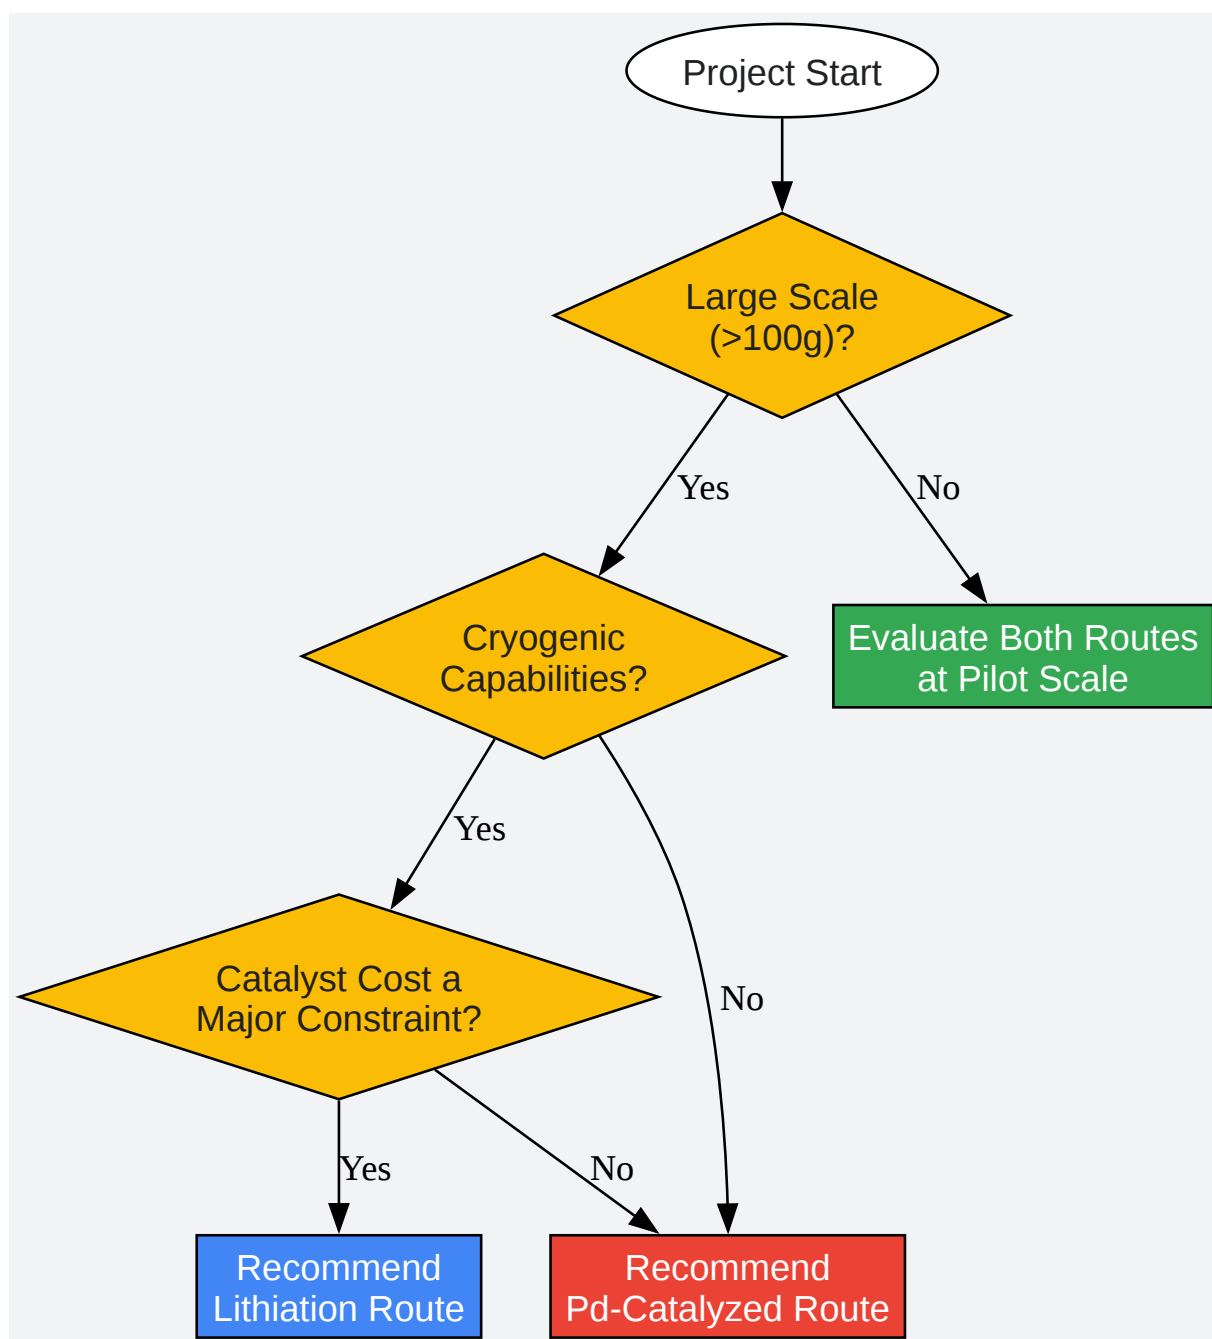 Project Start
Large Scale
(>100g)?
Yes
No
Cryogenic
Capabilities?
Evaluate Both Routes
at Pilot Scale
Yes
Catalyst Cost a
Major Constraint?
No
Yes
No
Recommend
Lithiation Route
Recommend
Pd-Catalyzed Route